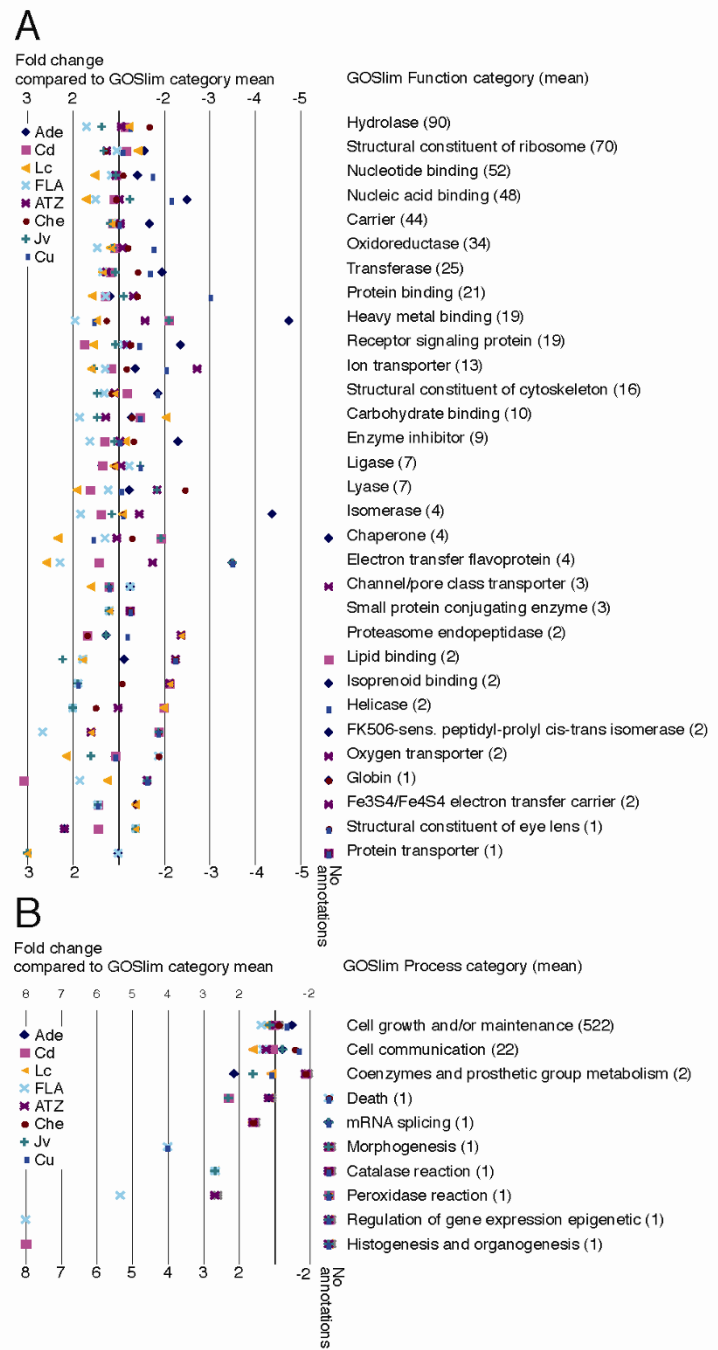 A
Fold change
compared to GOSlim category mean
GOSlim Function category (mean)
3 2 -2 -3 -4 -5
Ade
Cd
Lc
FLA
ATZ
Che
Jv
Cu
Hydrolase (90)
Structural constituent of ribosome (70)
Nucleotide binding (52)
Nucleic acid binding (48)
Carrier (44)
Oxidoreductase (34)
Transferase (25)
Protein binding (21)
Heavy metal binding (19)
Receptor signaling protein (19)
Ion transporter (13)
Structural constituent of cytoskeleton (16)
Carbohydrate binding (10)
Enzyme inhibitor (9)
Ligase (7)
Lyase (7)
Isomerase (4)
Chaperone (4)
Electron transfer flavoprotein (4)
Channel/pore class transporter (3)
Small protein conjugating enzyme (3)
Proteasome endopeptidase (2)
Lipid binding (2)
Isoprenoid binding (2)
Helicase (2)
FK506-sens. peptidyl-prolyl cis-trans isomerase (2)
Oxygen transporter (2)
Globin (1)
Fe3S4/Fe4S4 electron transfer carrier (2)
Structural constituent of eye lens (1)
Protein transporter (1)
3 2 -2 -3 -4 -5
No
annotations
B
Fold change
compared to GOSlim category mean
GOSlim Process category (mean)
8 7 6 5 4 3 2 -2
Ade
Cd
Lc
FLA
ATZ
Che
Jv
Cu
Cell growth and/or maintenance (522)
Cell communication (22)
Coenzymes and prosthetic group metabolism (2)
Death (1)
mRNA splicing (1)
Morphogenesis (1)
Catalase reaction (1)
Peroxidase reaction (1)
Regulation of gene expression epigenetic (1)
Histogenesis and organogenesis (1)
8 7 6 5 4 3 2 -2
No
annotations